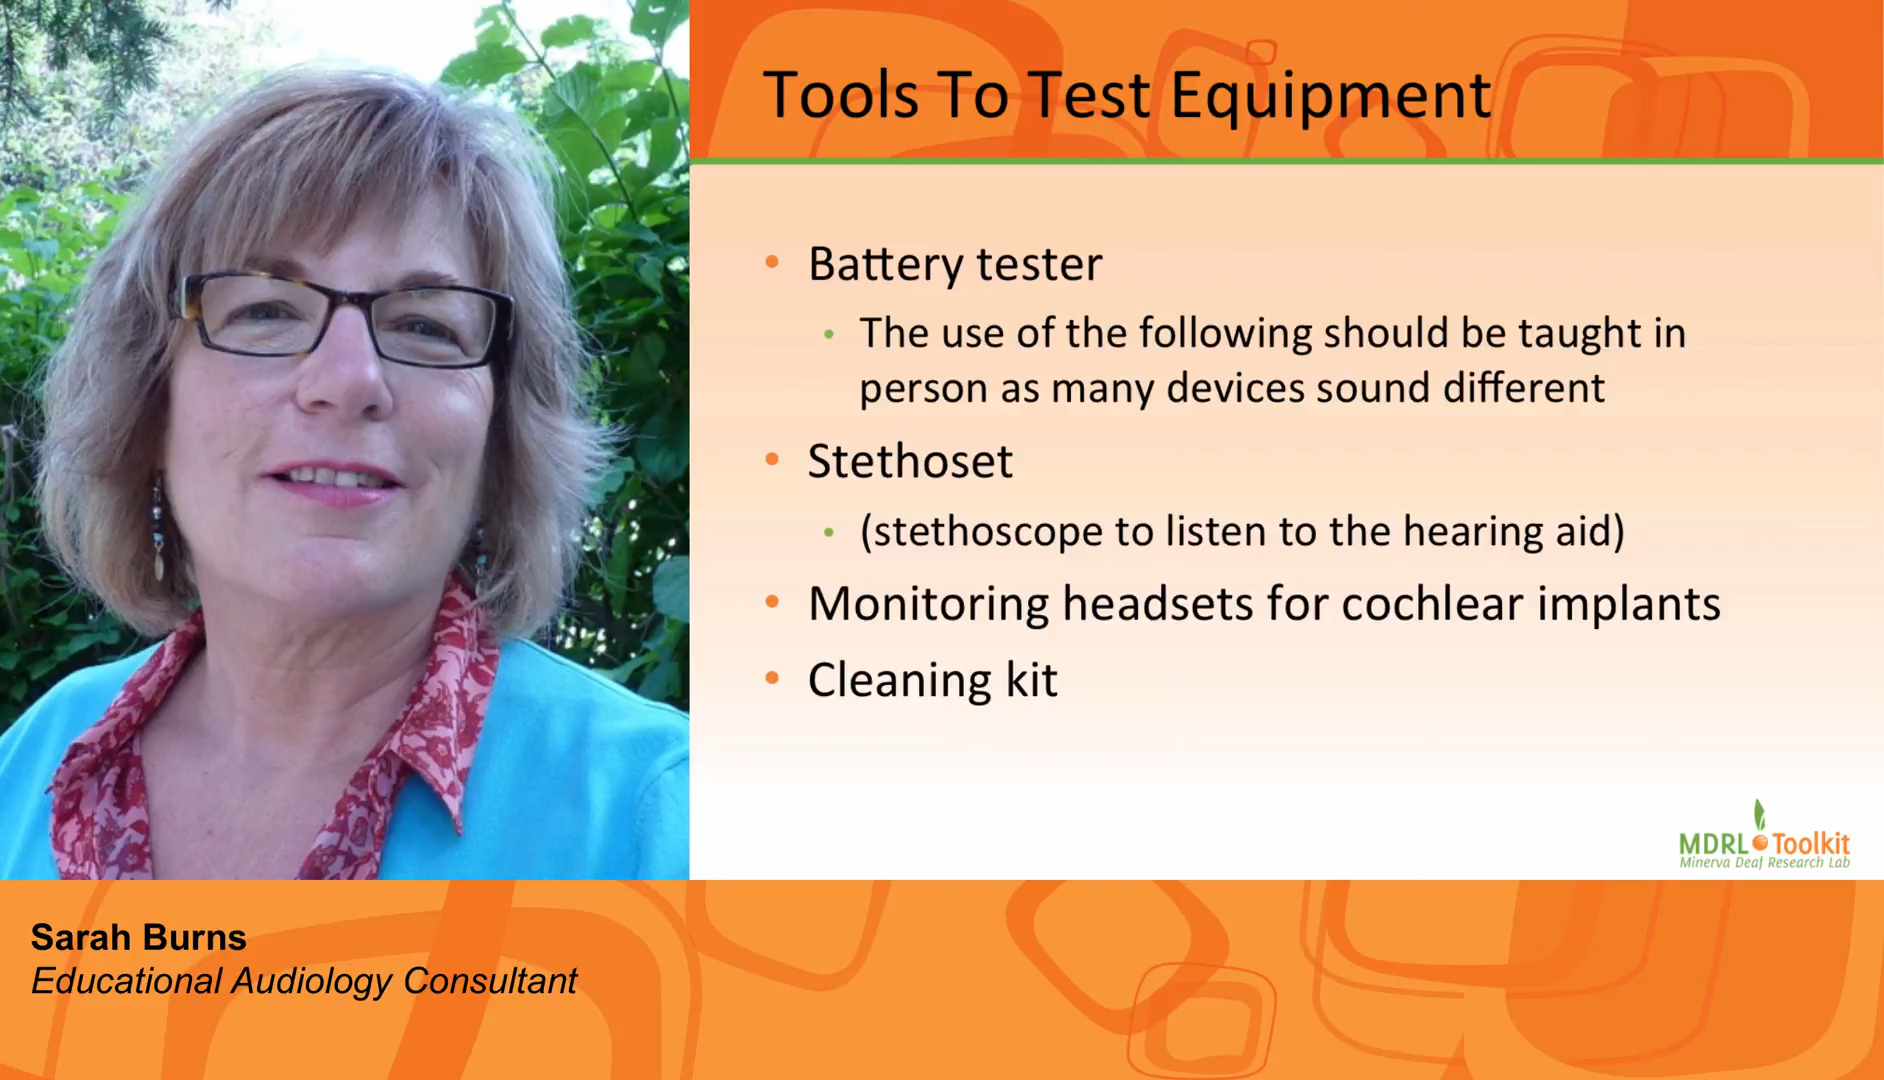 Tools To Test Equipment
• Battery tester
• The use of the following should be taught in
person as many devices sound different
• Stethoset
• (stethoscope to listen to the hearing aid)
• Monitoring headsets for cochlear implants
• Cleaning kit
MDRL Toolkit
Minerva Deaf Research Lab
Sarah Burns
Educational Audiology Consultant